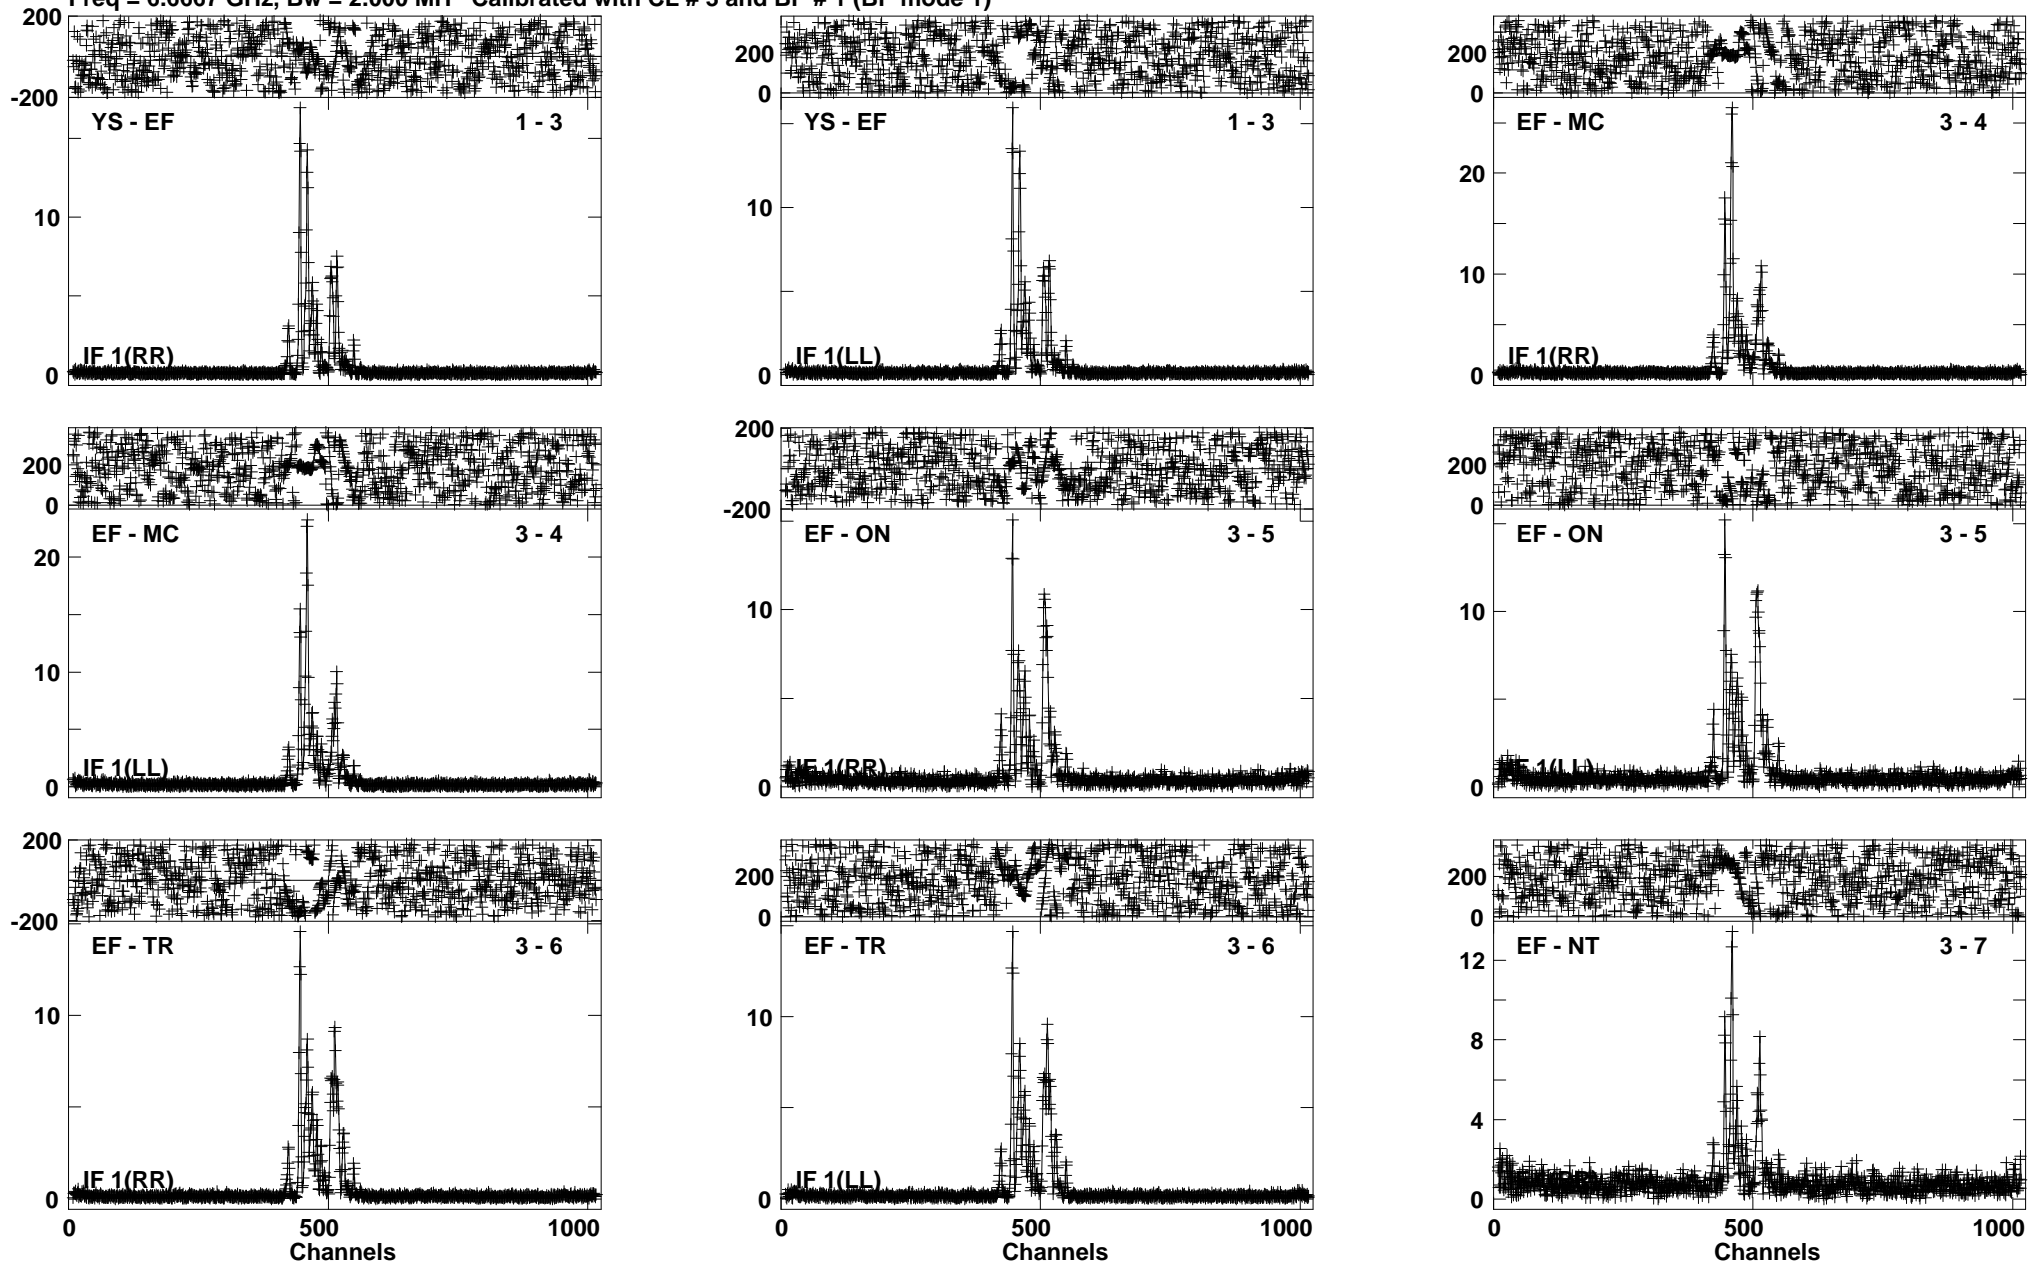 Freq = 6.6667 GHz, Bw = 2.000 MH Calibrated with CL # 3 and BP # 1 (BP mode 1)
200
-200
YS - EF 1 - 3
10
IF 1(RR)
0
200
0
YS - EF 1 - 3
10
IF 1(LL)
0
200
0
EF - MC 3 - 4
20
10
IF 1(RR)
0
200
0
EF - MC 3 - 4
20
10
IF 1(LL)
0
200
-200
EF - ON 3 - 5
10
IF 1(RR)
0
200
0
EF - ON 3 - 5
10
IF 1(LL)
0
200
-200
EF - TR 3 - 6
10
IF 1(RR)
0
0 500 1000
Channels
200
0
EF - TR 3 - 6
10
IF 1(LL)
0
0 500 1000
Channels
200
0
EF - NT 3 - 7
12
8
4
0
0 500 1000
Channels